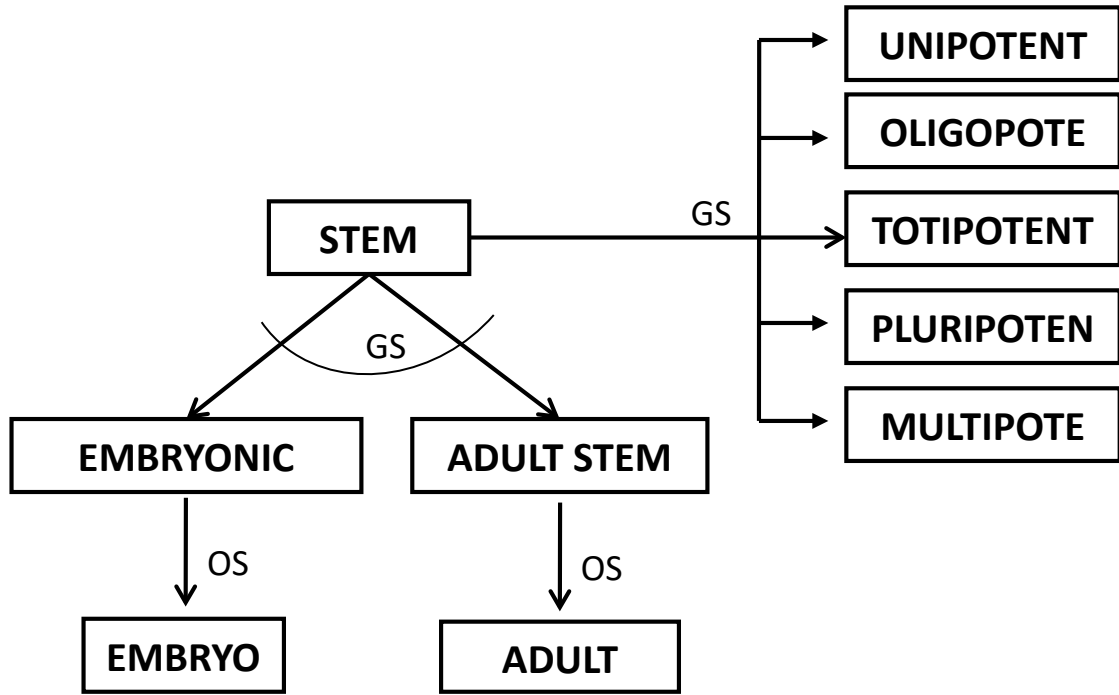 UNIPOTENT
OLIGOPOTE
STEM
GS
TOTIPOTENT
GS
PLURIPOTEN
EMBRYONIC
ADULT STEM
MULTIPOTE
OS
OS
EMBRYO
ADULT